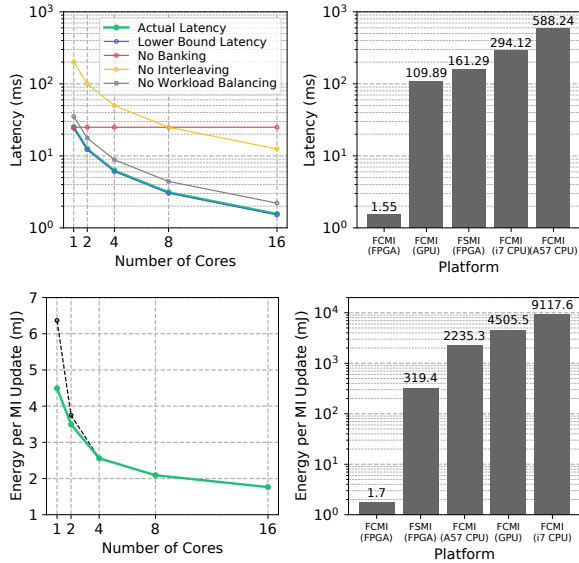 Actual Latency
Lower Bound Latency
No Banking
No Interleaving
No Workload Balancing
Latency (ms)
10³
10²
10¹
10⁰
1 2 4 8 16
Number of Cores
Latency (ms)
10³
10²
10¹
10⁰
1.55
109.89
161.29
294.12
588.24
FCMI (FPGA)
FCMI (GPU)
FSMI (FPGA)
FCMI (i7 CPU)
FCMI (A57 CPU)
Platform
Energy per MI Update (mJ)
7
6
5
4
3
2
1
1 2 4 8 16
Number of Cores
Energy per MI Update (mJ)
10⁴
10³
10²
10¹
10⁰
1.7
319.4
2235.3
4505.5
9117.6
FCMI (FPGA)
FSMI (FPGA)
FCMI (A57 CPU)
FCMI (GPU)
FCMI (i7 CPU)
Platform